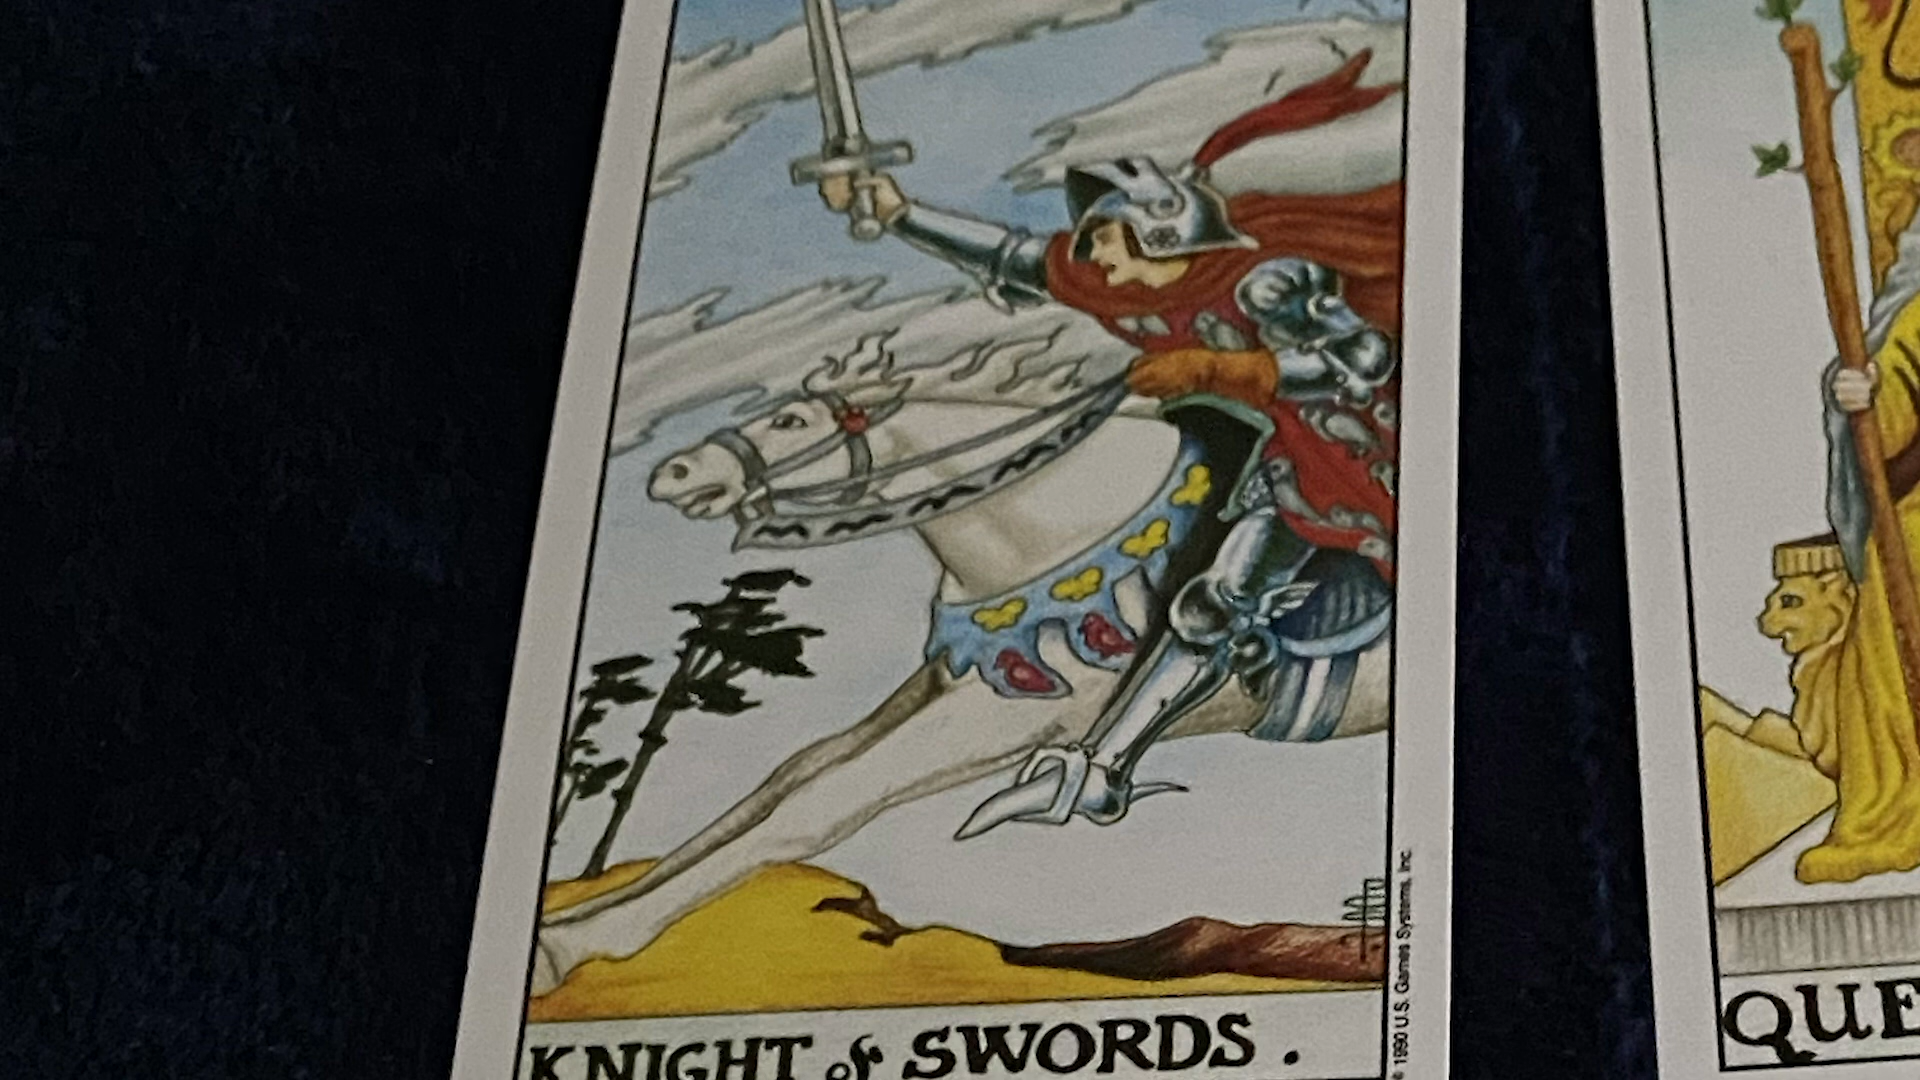 KNIGHT of SWORDS.
© 1990 U.S. Games Systems, Inc.
QUE